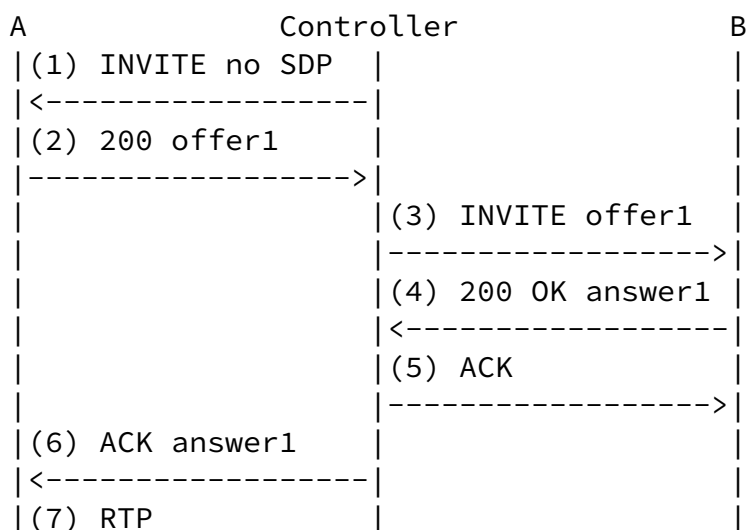 A Controller B
(1) INVITE no SDP
(2) 200 offer1
(3) INVITE offer1
(4) 200 OK answer1
(5) ACK
(6) ACK answer1
(7) RTP